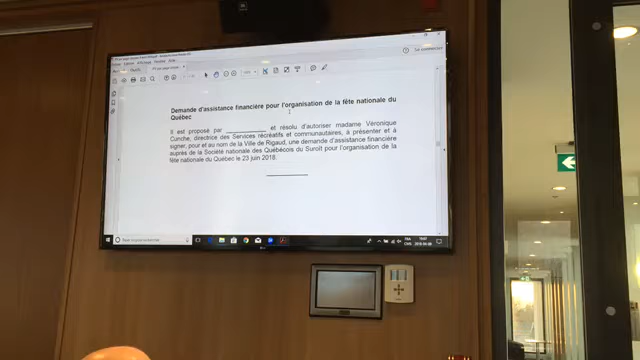 Demande d'assistance financière pour l'organisation de la fête nationale du
Québec
Il est proposé par ____________ et résolu d'autoriser madame Véronique
Cunche, directrice des Services récréatifs et communautaires, à présenter et à
signer, pour et au nom de la Ville de Rigaud, une demande d'assistance financière
auprès de la Société nationale des Québécois du Suroît pour l'organisation de la
fête nationale du Québec le 23 juin 2018.